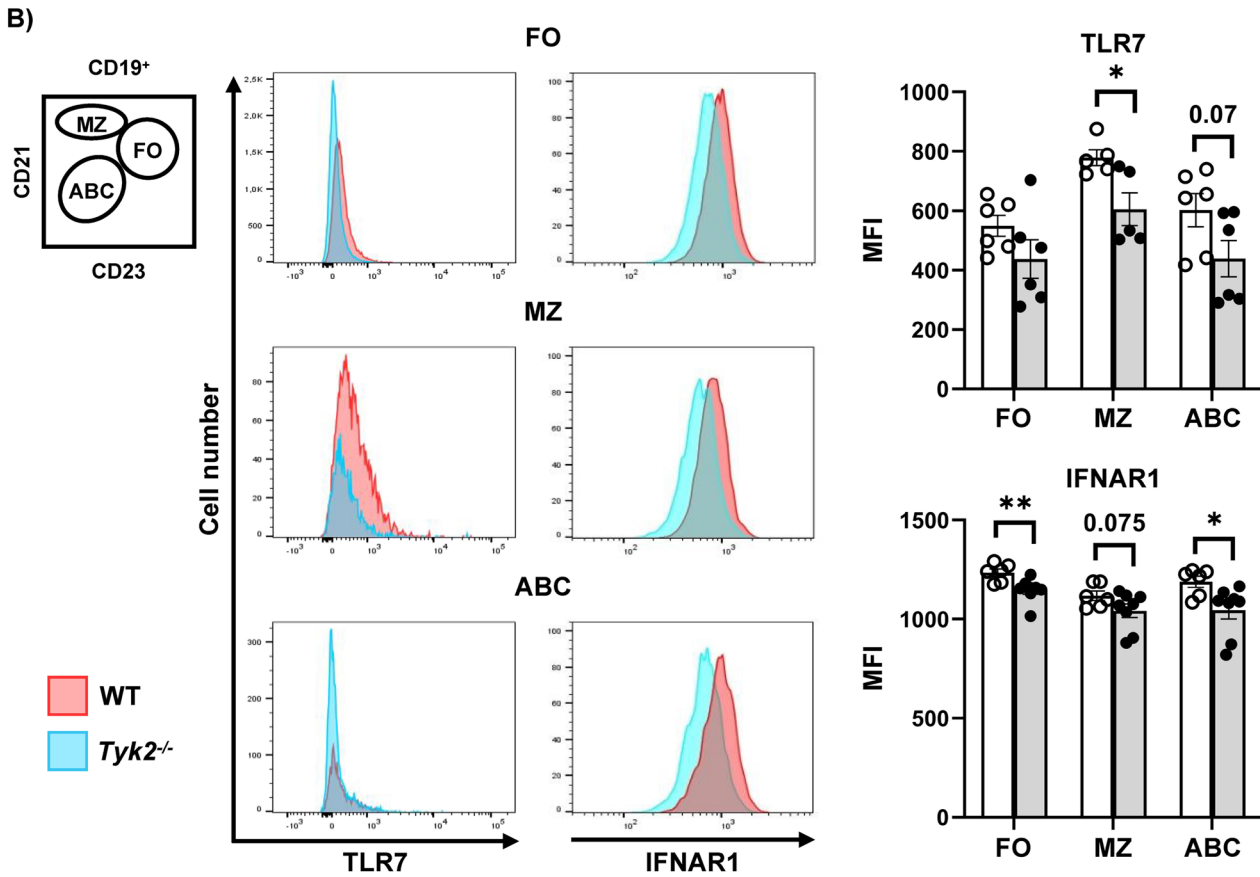 B)
CD19⁺
CD21
MZ
FO
ABC
CD23
WT
Tyk2⁻/⁻
Cell number
FO
2,5K
2,0K
1,5K
1,0K
500
0
-10³ 0 10³ 10⁴ 10⁵
100
80
60
40
20
0
10² 10³
MZ
80
60
40
20
0
-10³ 0 10³ 10⁴ 10⁵
100
80
60
40
20
0
10² 10³
ABC
300
200
100
0
-10³ 0 10³ 10⁴ 10⁵
100
80
60
40
20
0
10² 10³
TLR7
IFNAR1
TLR7
* 0.07
MFI
1000
800
600
400
200
0
FO MZ ABC
IFNAR1
** 0.075 *
MFI
1500
1000
500
0
FO MZ ABC